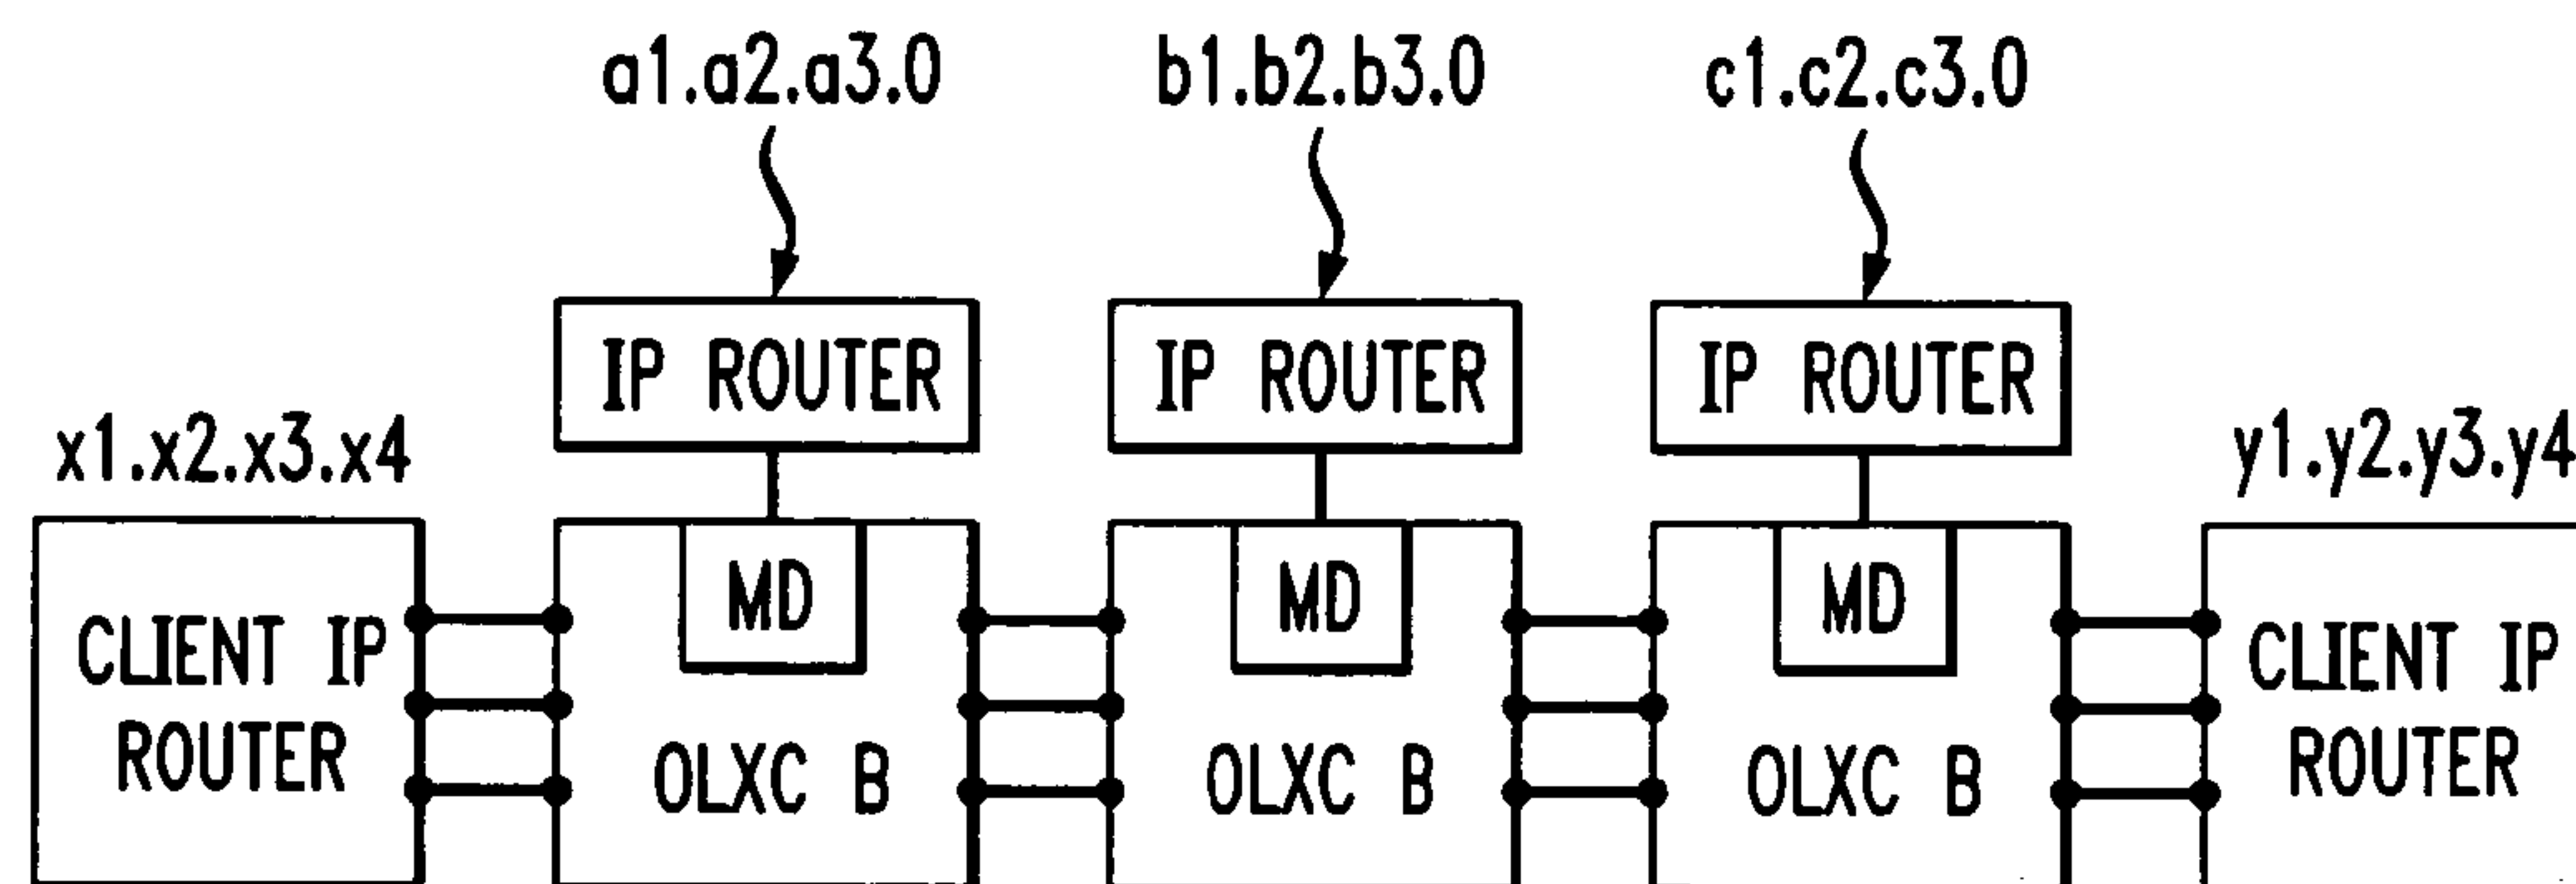 a1.a2.a3.0
b1.b2.b3.0
c1.c2.c3.0
IP ROUTER
IP ROUTER
IP ROUTER
x1.x2.x3.x4
y1.y2.y3.y4
CLIENT IP
ROUTER
MD
OLXC B
MD
OLXC B
MD
OLXC B
CLIENT IP
ROUTER